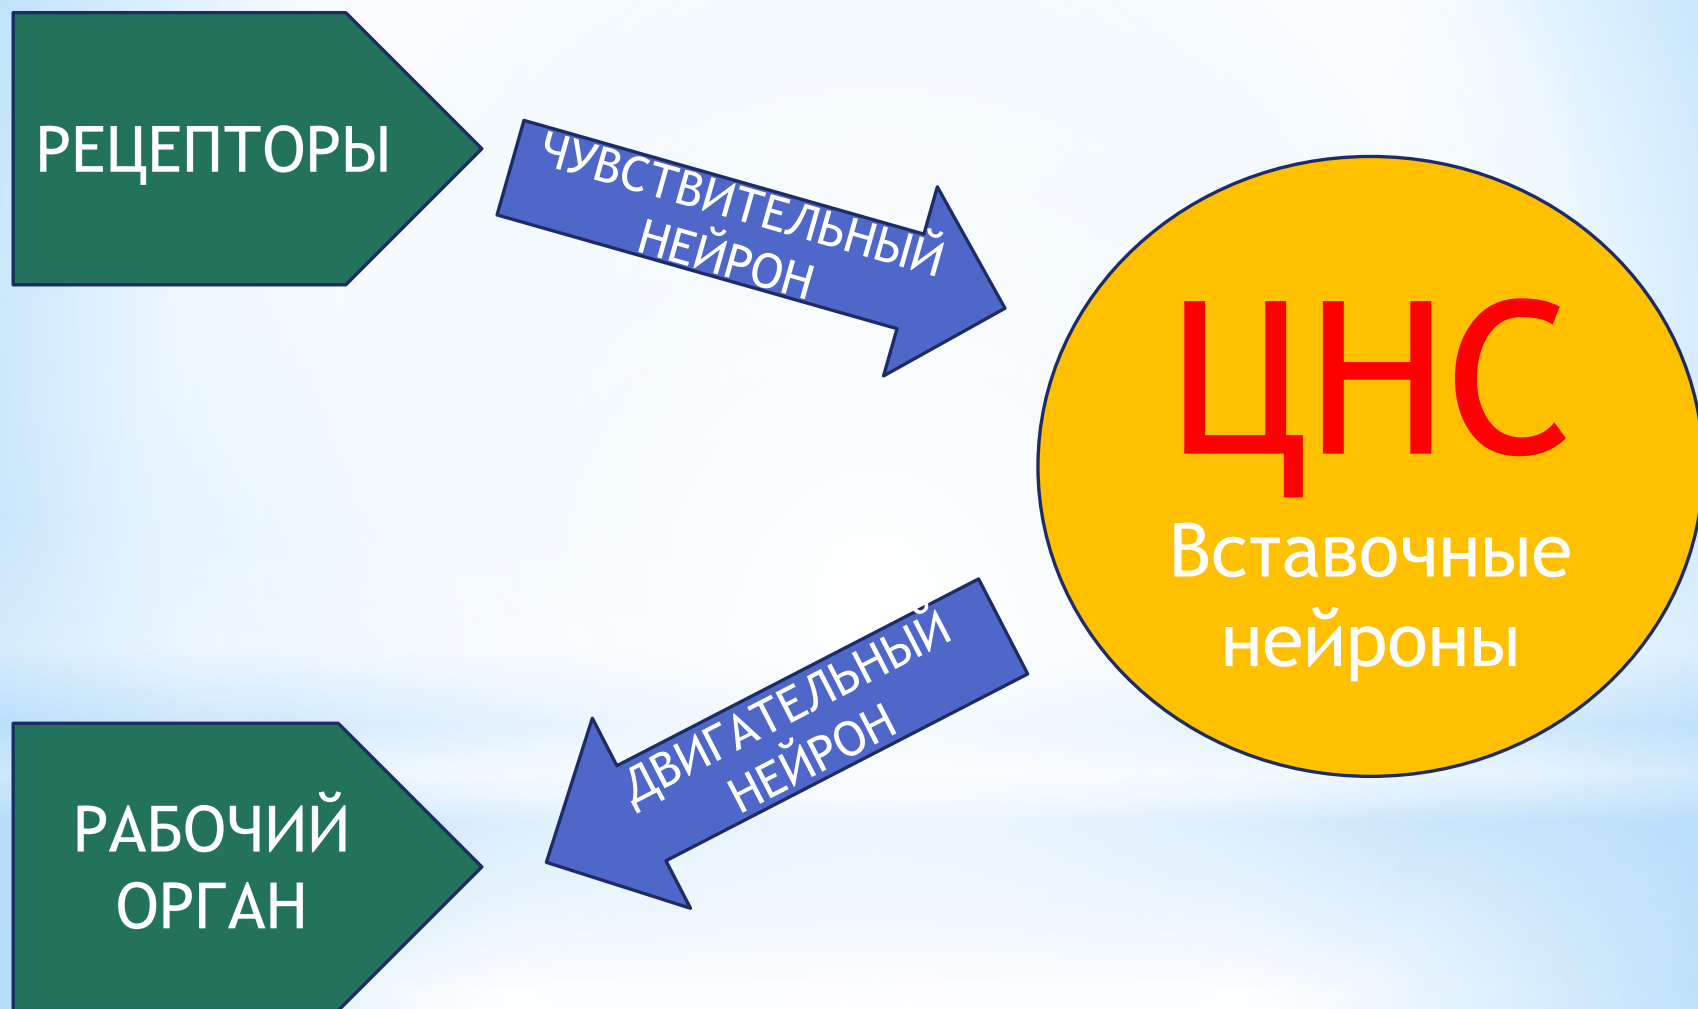 РЕЦЕПТОРЫ
ЧУВСТВИТЕЛЬНЫЙ
НЕЙРОН
ЦНС
Вставочные
нейроны
ДВИГАТЕЛЬНЫЙ
НЕЙРОН
РАБОЧИЙ
ОРГАН